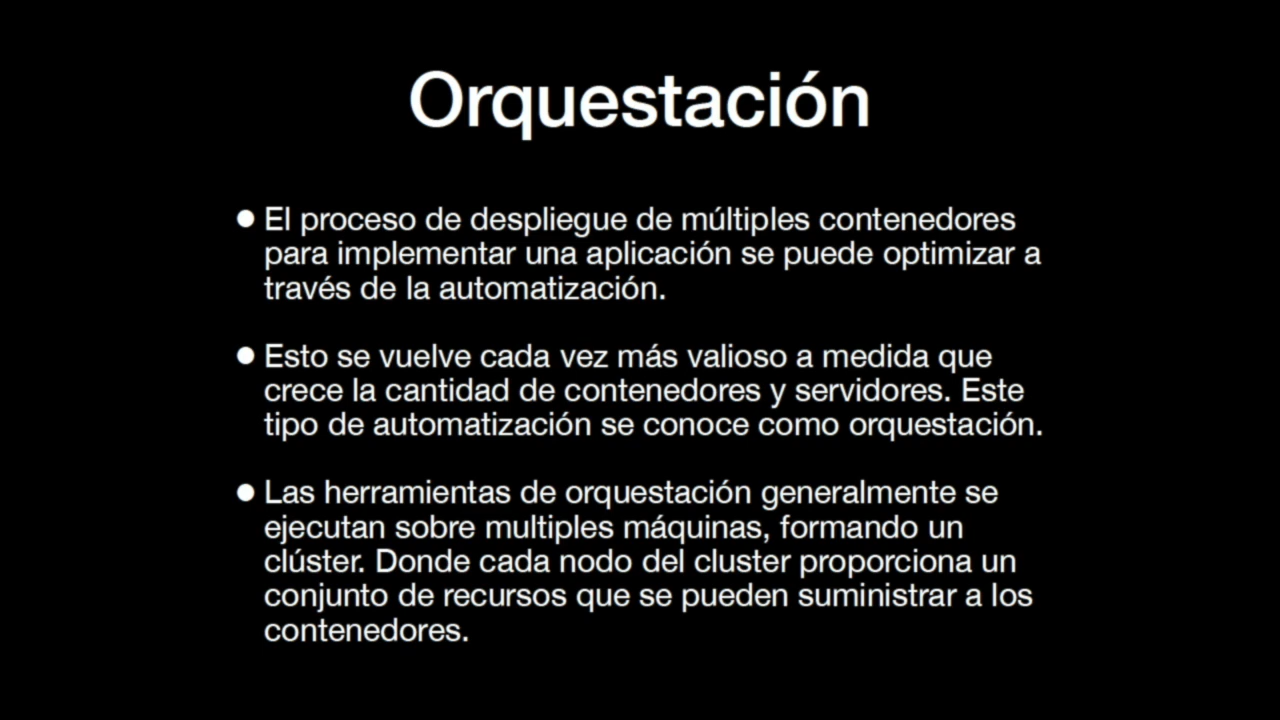 Orquestación
● El proceso de despliegue de múltiples contenedores
para implementar una aplicación se puede optimizar a
través de la automatización.
● Esto se vuelve cada vez más valioso a medida que
crece la cantidad de contenedores y servidores. Este
tipo de automatización se conoce como orquestación.
● Las herramientas de orquestación generalmente se
ejecutan sobre multiples máquinas, formando un
clúster. Donde cada nodo del cluster proporciona un
conjunto de recursos que se pueden suministrar a los
contenedores.